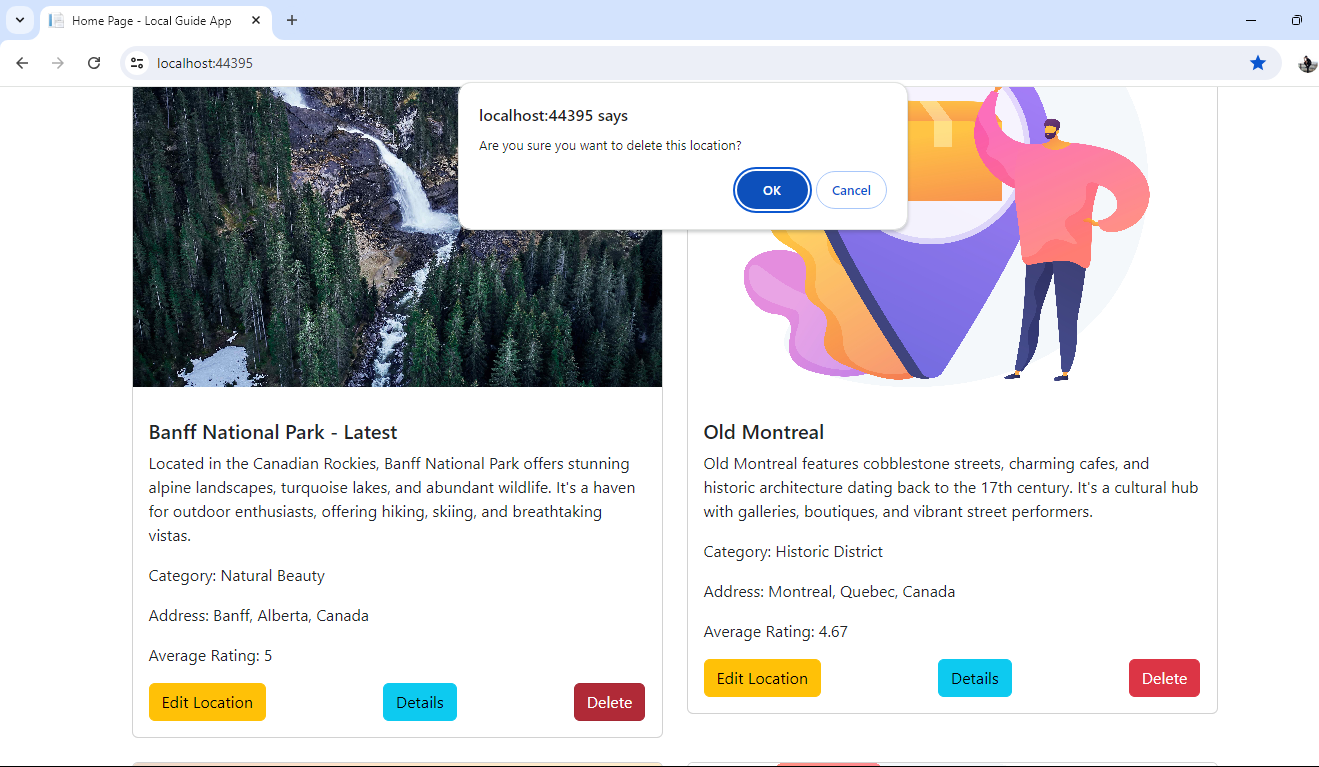 Home Page - Local Guide App
localhost:44395
localhost:44395 says
Are you sure you want to delete this location?
OK
Cancel
Banff National Park - Latest
Located in the Canadian Rockies, Banff National Park offers stunning
alpine landscapes, turquoise lakes, and abundant wildlife. It's a haven
for outdoor enthusiasts, offering hiking, skiing, and breathtaking
vistas.
Category: Natural Beauty
Address: Banff, Alberta, Canada
Average Rating: 5
Edit Location
Details
Delete
Old Montreal
Old Montreal features cobblestone streets, charming cafes, and
historic architecture dating back to the 17th century. It's a cultural hub
with galleries, boutiques, and vibrant street performers.
Category: Historic District
Address: Montreal, Quebec, Canada
Average Rating: 4.67
Edit Location
Details
Delete